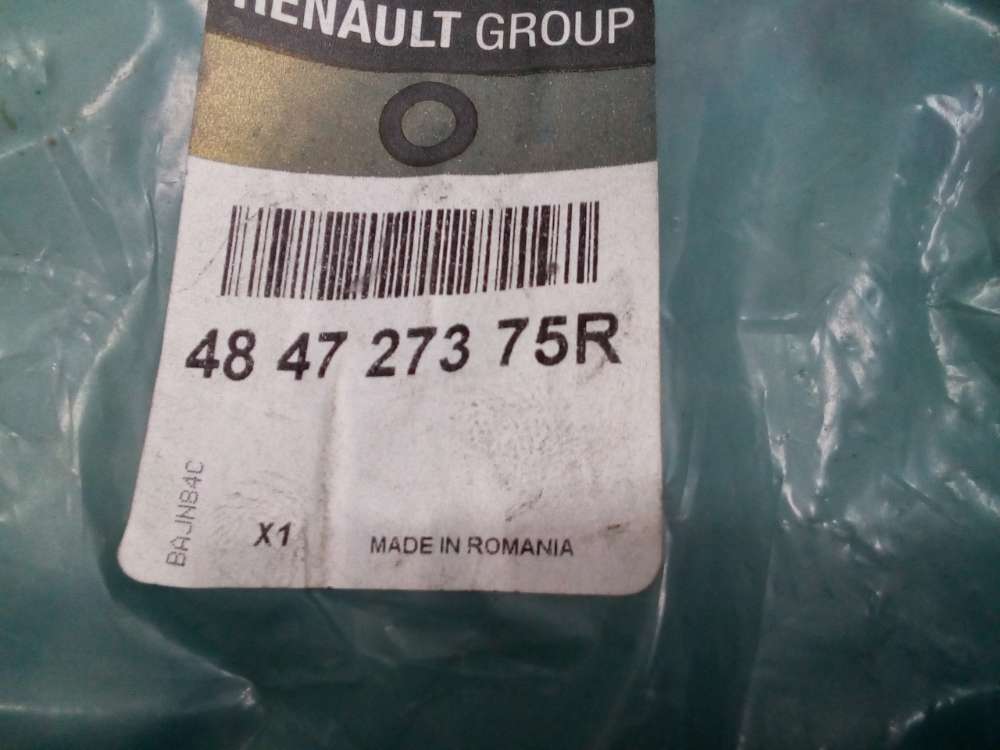 RENAULT GROUP
48 47 273 75R
BAJN84C
X1
MADE IN ROMANIA